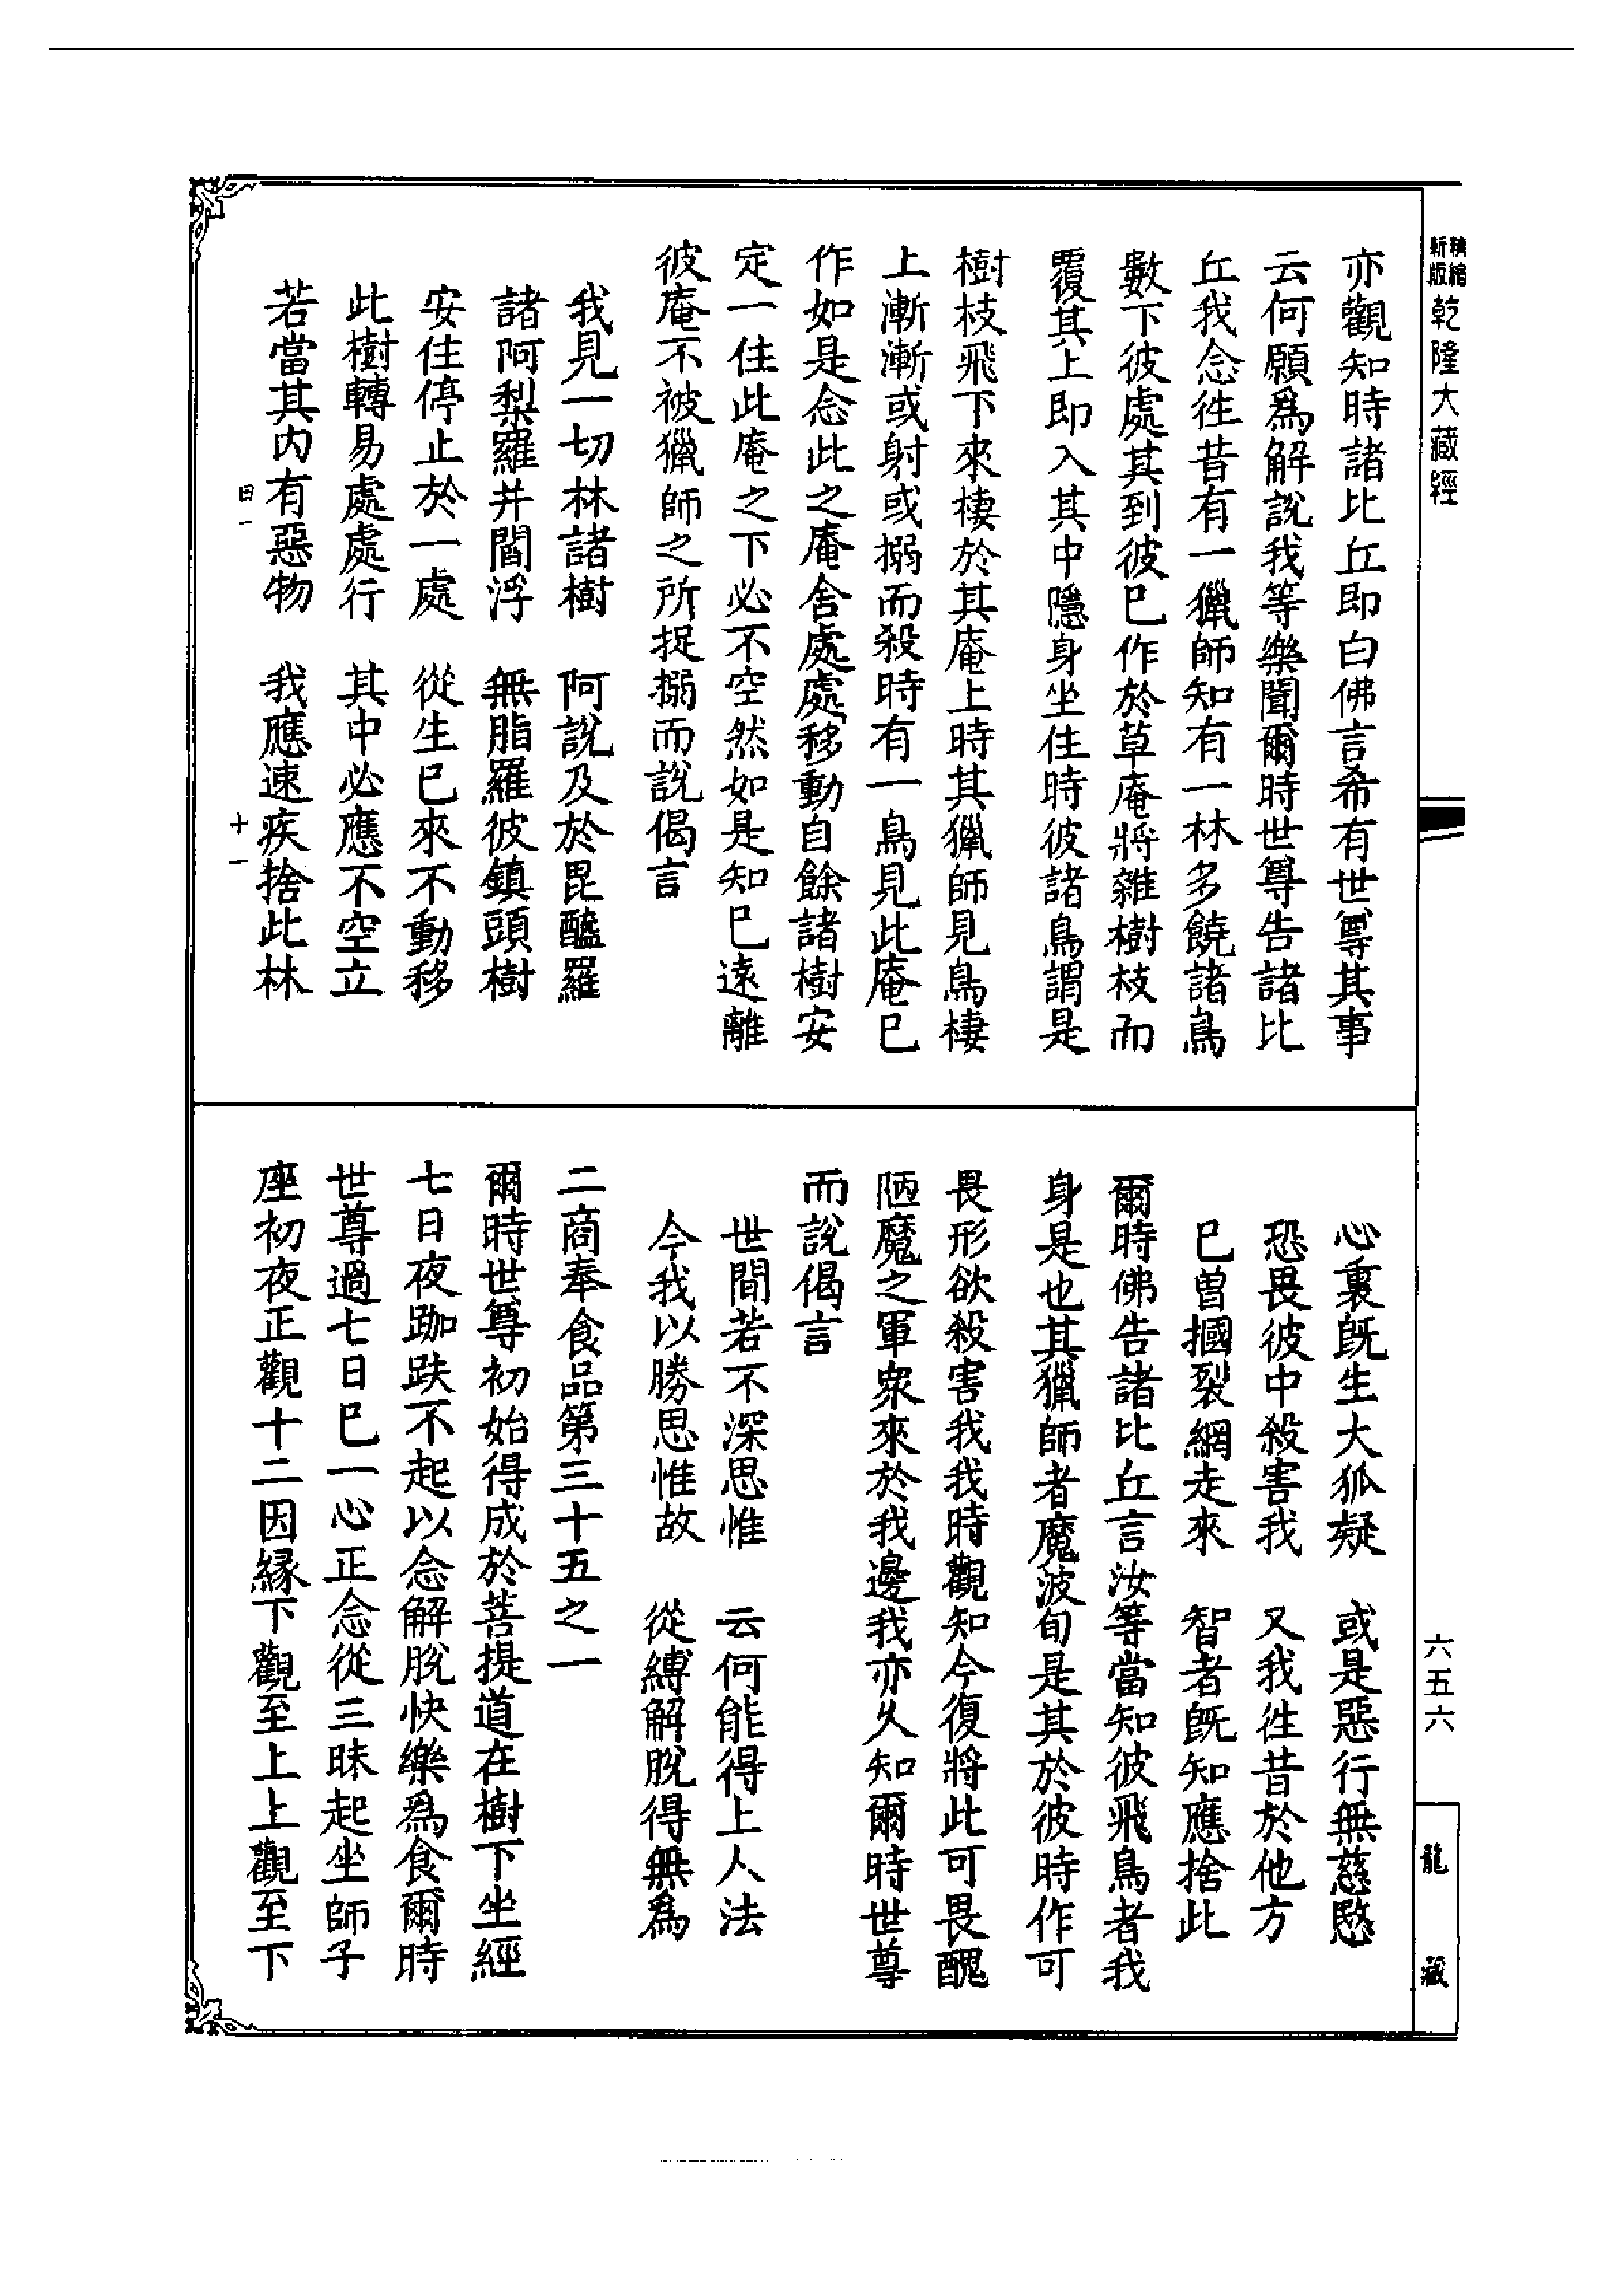 精縮新版乾隆大藏經
亦觀知時諸比丘即白佛言希有世尊其事
云何願爲解說我等樂聞爾時世尊告諸比
丘我念徃昔有一獵師知有一林多饒諸鳥
數下彼處其到彼已作於草庵將雜樹枝而
覆其上即入其中隱身坐住時彼諸鳥謂是
樹枝飛下來棲於其庵上時其獵師見鳥棲
上漸漸或射或搦而殺時有一鳥見此庵已
作如是念此之庵舍處處移動自餘諸樹安
定一住此庵之下必不空然如是知已遠離
彼庵不被獵師之所捉搦而說偈言
我見一切林諸樹　阿說及於毘醯羅
諸阿梨羅并閻浮　無脂羅彼鎮頭樹
安住停止於一處　從生已來不動移
此樹轉易處處行　其中必應不空立
若當其内有惡物　我應速疾捨此林
曰一　十一
心裏旣生大狐疑　或是惡行無慈愍
恐畏彼中殺害我　又我徃昔於他方
已曾摑裂網走來　智者旣知應捨此
爾時佛告諸比丘言汝等當知彼飛鳥者我
身是也其獵師者魔波旬是其於彼時作可
畏形欲殺害我我時觀知今復將此可畏醜
陋魔之軍衆來於我邊我亦久知爾時世尊
而說偈言
世間若不深思惟　云何能得上人法
今我以勝思惟故　從縛解脫得無爲
二商奉食品第三十五之一
爾時世尊初始得成於菩提道在樹下坐經
七日夜跏趺不起以念解脫快樂爲食爾時
世尊過七日已一心正念從三昧起坐師子
座初夜正觀十二因緣下觀至上上觀至下
六五六
龍藏